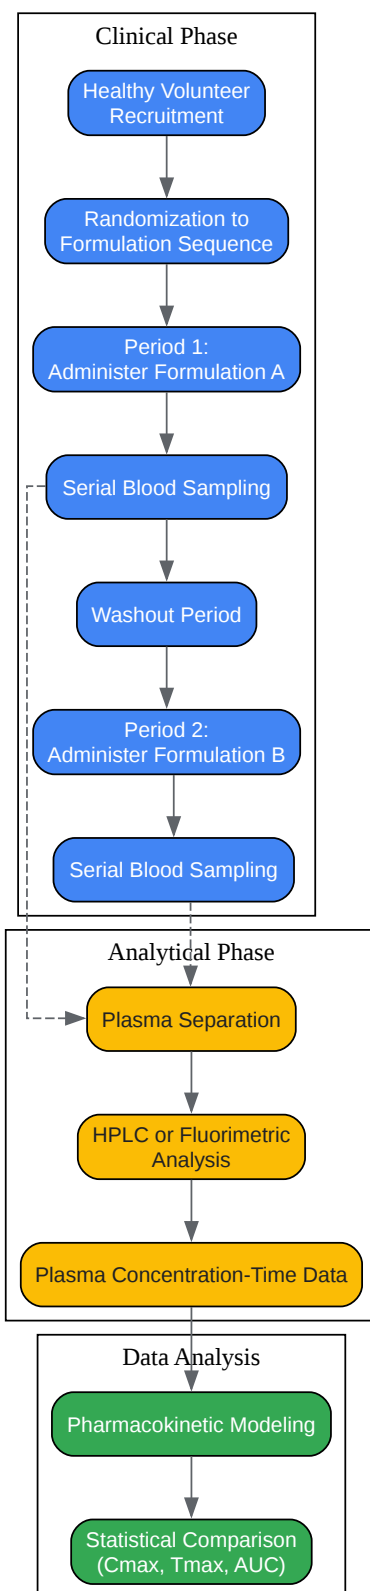 Clinical Phase
Healthy Volunteer
Recruitment
Randomization to
Formulation Sequence
Period 1:
Administer Formulation A
Serial Blood Sampling
Washout Period
Period 2:
Administer Formulation B
Serial Blood Sampling
Analytical Phase
Plasma Separation
HPLC or Fluorimetric
Analysis
Plasma Concentration-Time Data
Data Analysis
Pharmacokinetic Modeling
Statistical Comparison
(Cmax, Tmax, AUC)